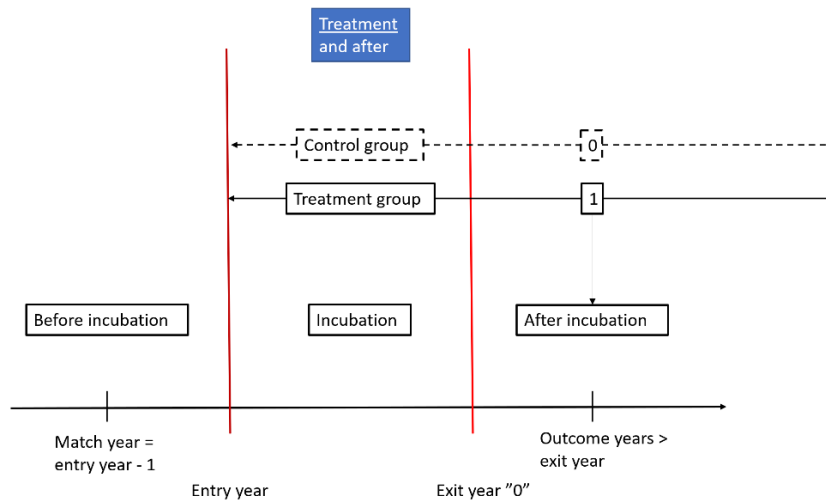 Treatment
and after
Control group
0
Treatment group
1
Before incubation
Incubation
After incubation
Match year =
entry year - 1
Outcome years >
exit year
Entry year
Exit year ”0”